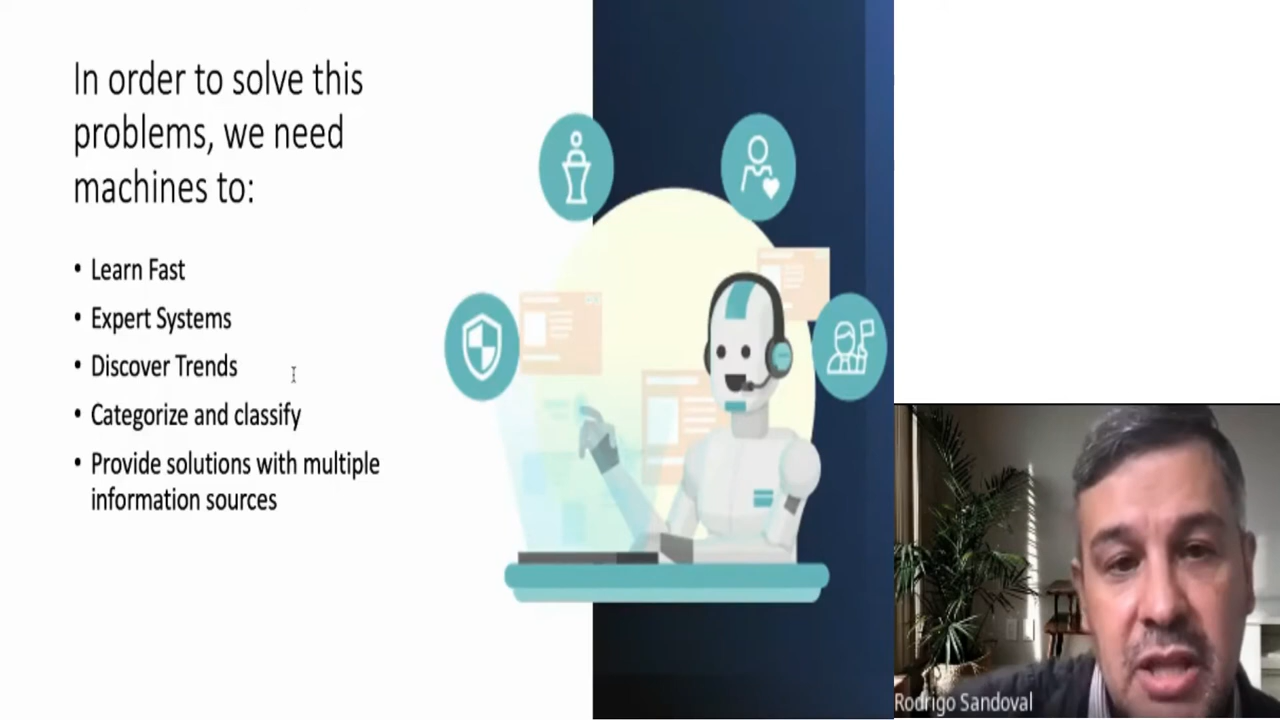 In order to solve this
problems, we need
machines to:
• Learn Fast
• Expert Systems
• Discover Trends
• Categorize and classify
• Provide solutions with multiple
information sources
Rodrigo Sandoval